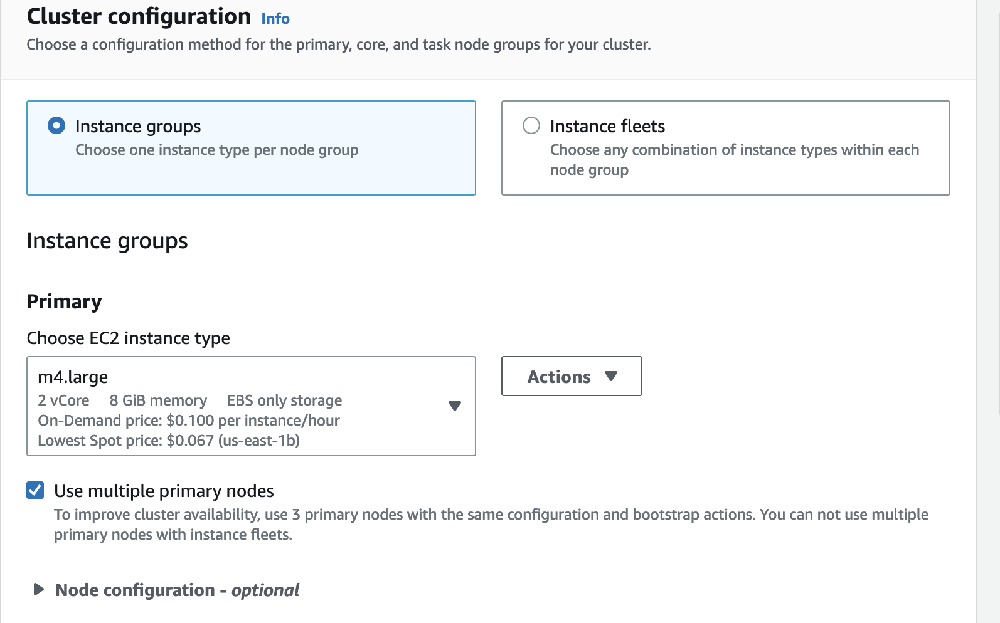 Cluster configuration Info
Choose a configuration method for the primary, core, and task node groups for your cluster.
Instance groups
Choose one instance type per node group
Instance fleets
Choose any combination of instance types within each
node group
Instance groups
Primary
Choose EC2 instance type
m4.large
2 vCore 8 GiB memory EBS only storage
On-Demand price: $0.100 per instance/hour
Lowest Spot price: $0.067 (us-east-1b)
Actions
Use multiple primary nodes
To improve cluster availability, use 3 primary nodes with the same configuration and bootstrap actions. You can not use multiple
primary nodes with instance fleets.
Node configuration - optional